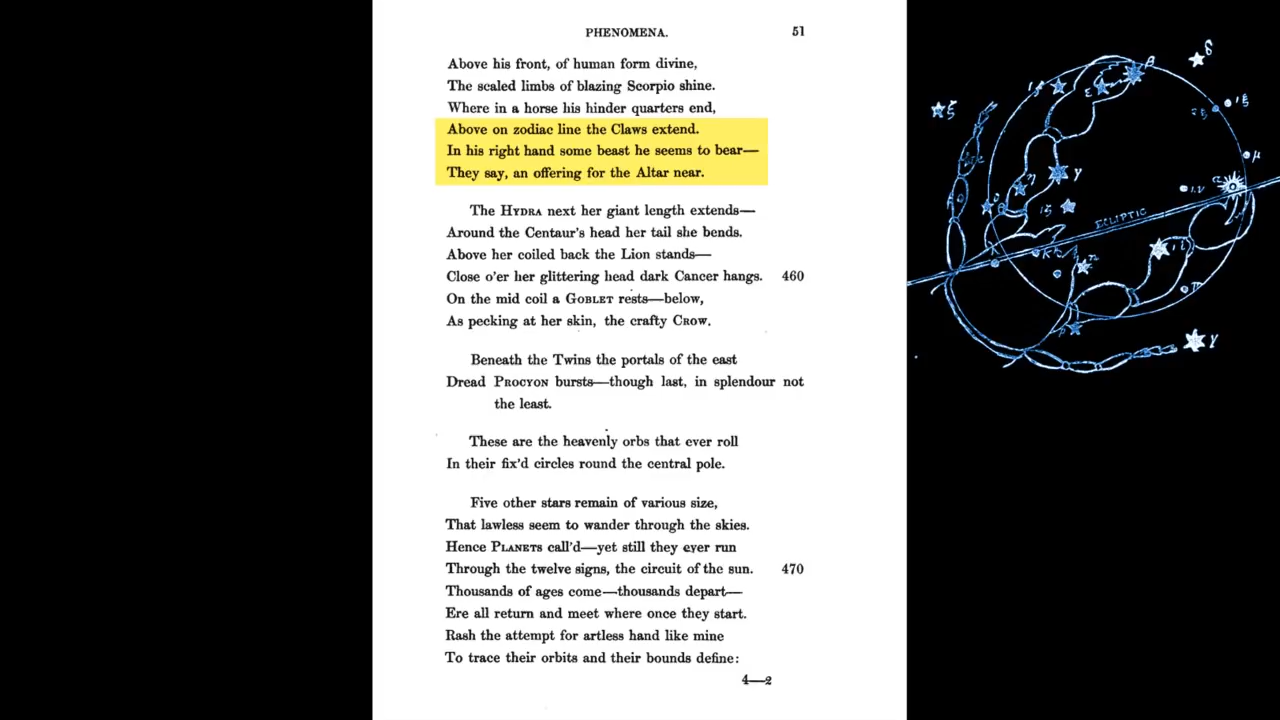 PHENOMENA. 51
Above his front, of human form divine,
The scaled limbs of blazing Scorpio shine.
Where in a horse his hinder quarters end,
Above on zodiac line the Claws extend.
In his right hand some beast he seems to bear—
They say, an offering for the Altar near.
The HYDRA next her giant length extends—
Around the Centaur's head her tail she bends.
Above her coiled back the Lion stands—
Close o'er her glittering head dark Cancer hangs. 460
On the mid coil a GOBLET rests—below,
As pecking at her skin, the crafty CROW.
Beneath the Twins the portals of the east
Dread PROCYON bursts—though last, in splendour not
the least.
These are the heavenly orbs that ever roll
In their fix'd circles round the central pole.
Five other stars remain of various size,
That lawless seem to wander through the skies.
Hence PLANETS call'd—yet still they ever run
Through the twelve signs, the circuit of the sun. 470
Thousands of ages come—thousands depart—
Ere all return and meet where once they start.
Rash the attempt for artless hand like mine
To trace their orbits and their bounds define:
4—2
ECLIPTIC